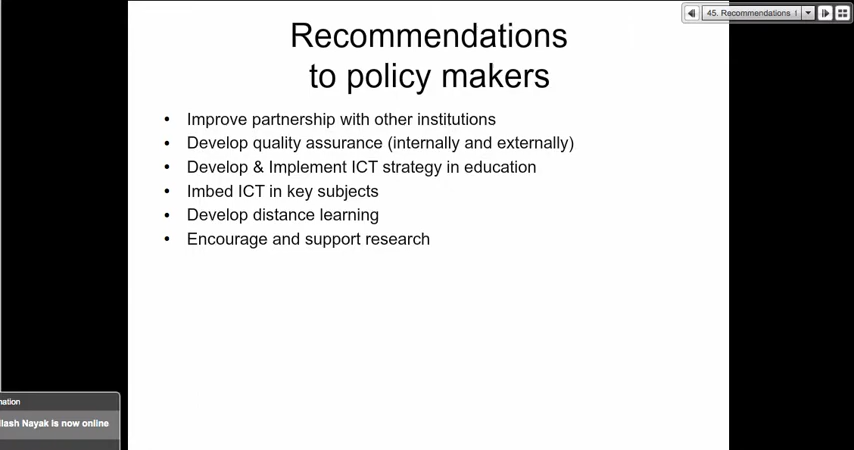 45. Recommendations
Recommendations
to policy makers
• Improve partnership with other institutions
• Develop quality assurance (internally and externally)
• Develop & Implement ICT strategy in education
• Imbed ICT in key subjects
• Develop distance learning
• Encourage and support research
Nayak is now online